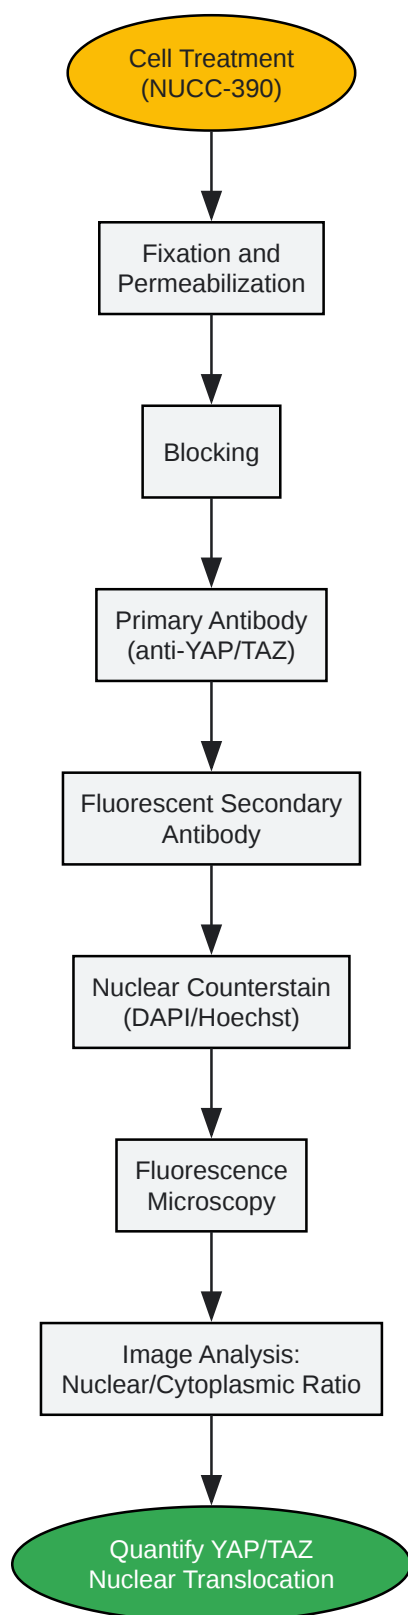 Cell Treatment
(NUCC-390)
Fixation and
Permeabilization
Blocking
Primary Antibody
(anti-YAP/TAZ)
Fluorescent Secondary
Antibody
Nuclear Counterstain
(DAPI/Hoechst)
Fluorescence
Microscopy
Image Analysis:
Nuclear/Cytoplasmic Ratio
Quantify YAP/TAZ
Nuclear Translocation